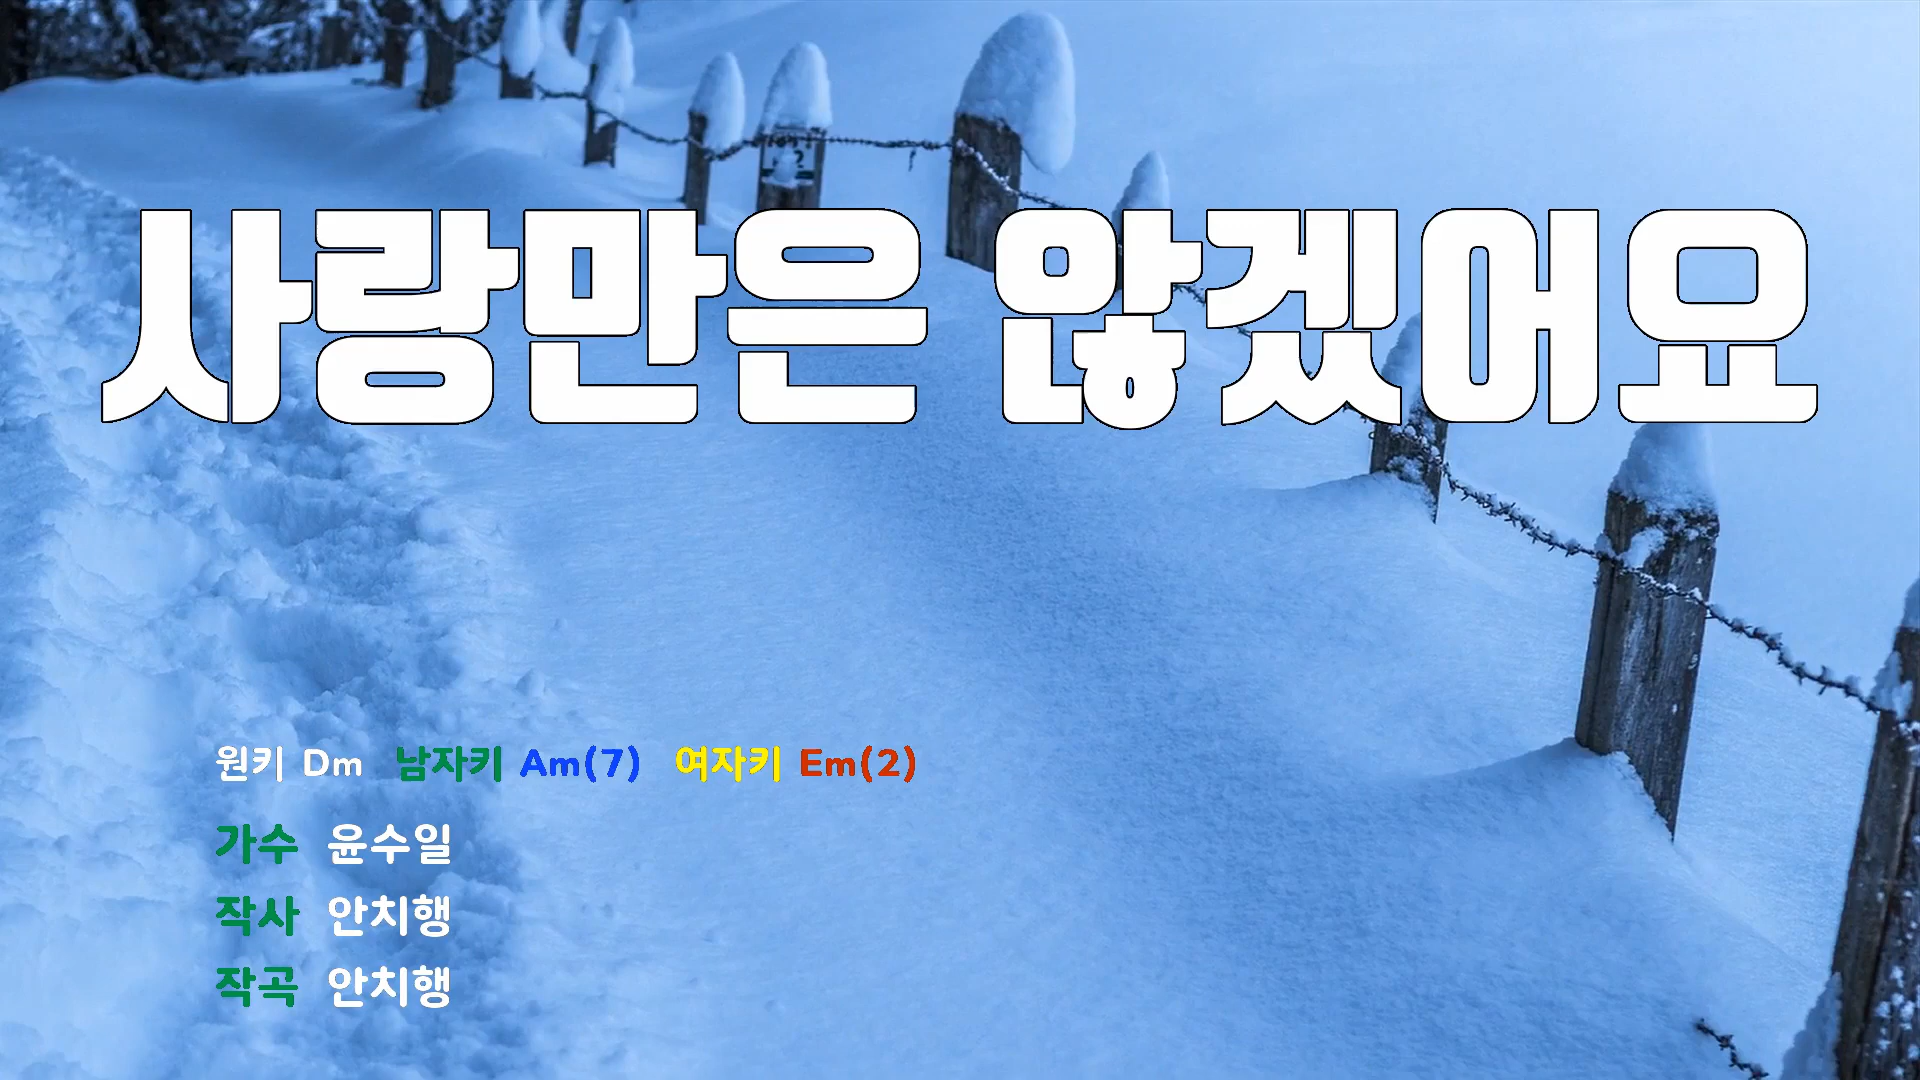 사랑만은 않겠어요
원키 Dm 남자키 Am(7) 여자키 Em(2)
가수 윤수일
작사 안치행
작곡 안치행